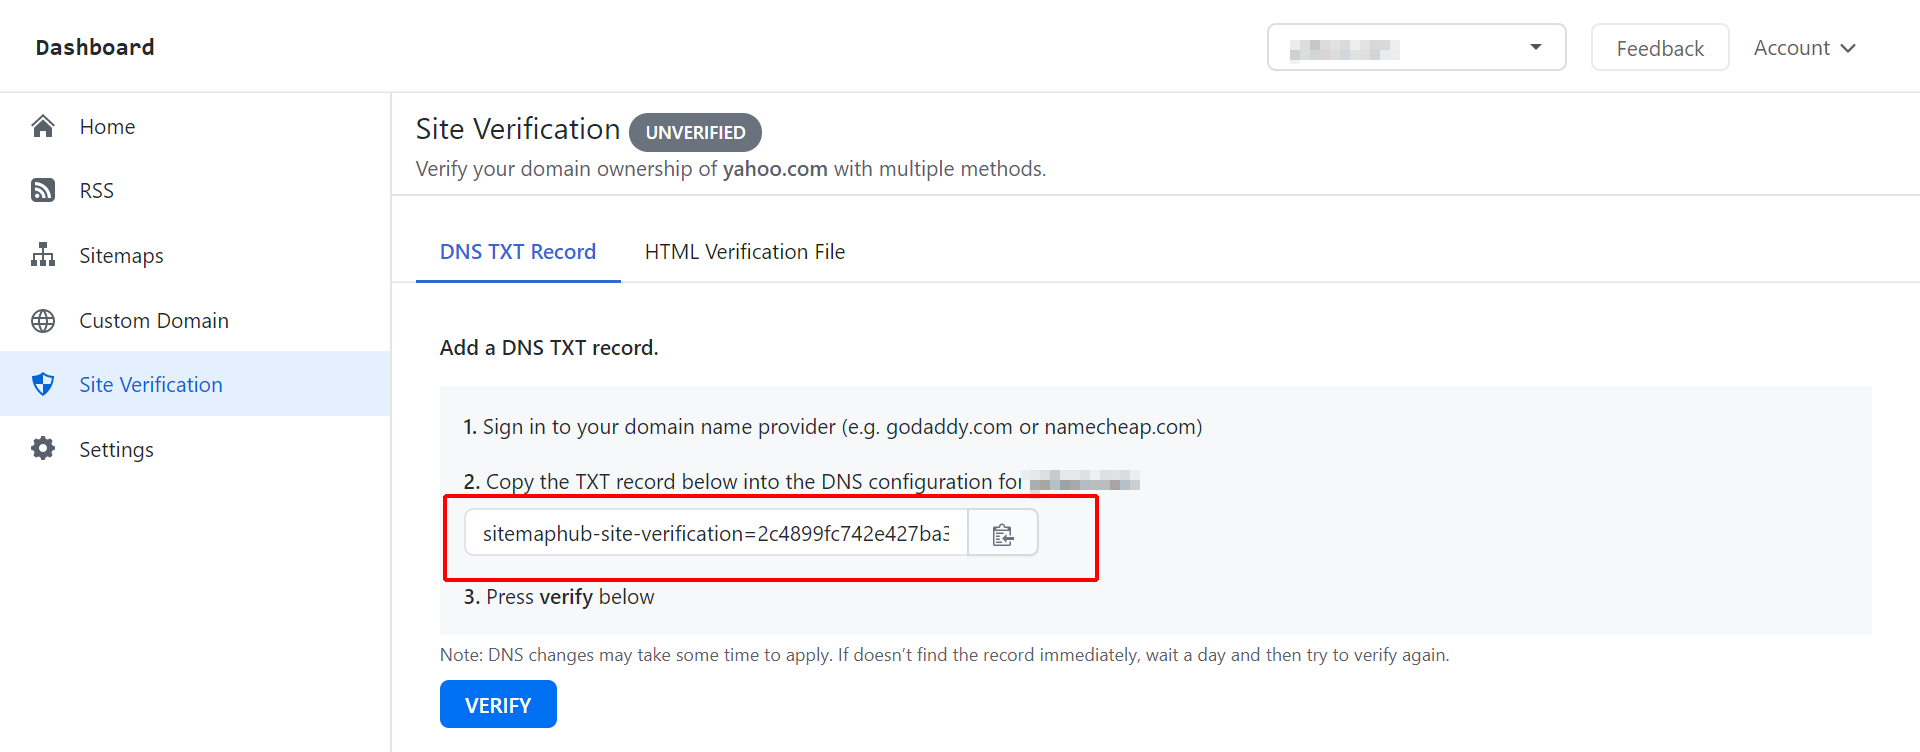 Dashboard
Feedback
Account
Home
RSS
Sitemaps
Custom Domain
Site Verification
Settings
Site Verification UNVERIFIED
Verify your domain ownership of yahoo.com with multiple methods.
DNS TXT Record HTML Verification File
Add a DNS TXT record.
1. Sign in to your domain name provider (e.g. godaddy.com or namecheap.com)
2. Copy the TXT record below into the DNS configuration for
sitemaphub-site-verification=2c4899fc742e427ba3
3. Press verify below
Note: DNS changes may take some time to apply. If doesn’t find the record immediately, wait a day and then try to verify again.
VERIFY